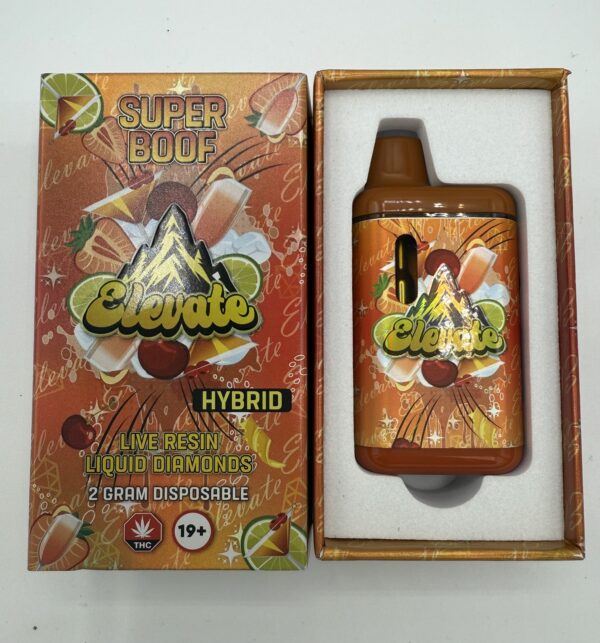 SUPER
BOOF
Elevate
HYBRID
LIVE RESIN
LIQUID DIAMONDS
2 GRAM DISPOSABLE
THC
19+
Elevate